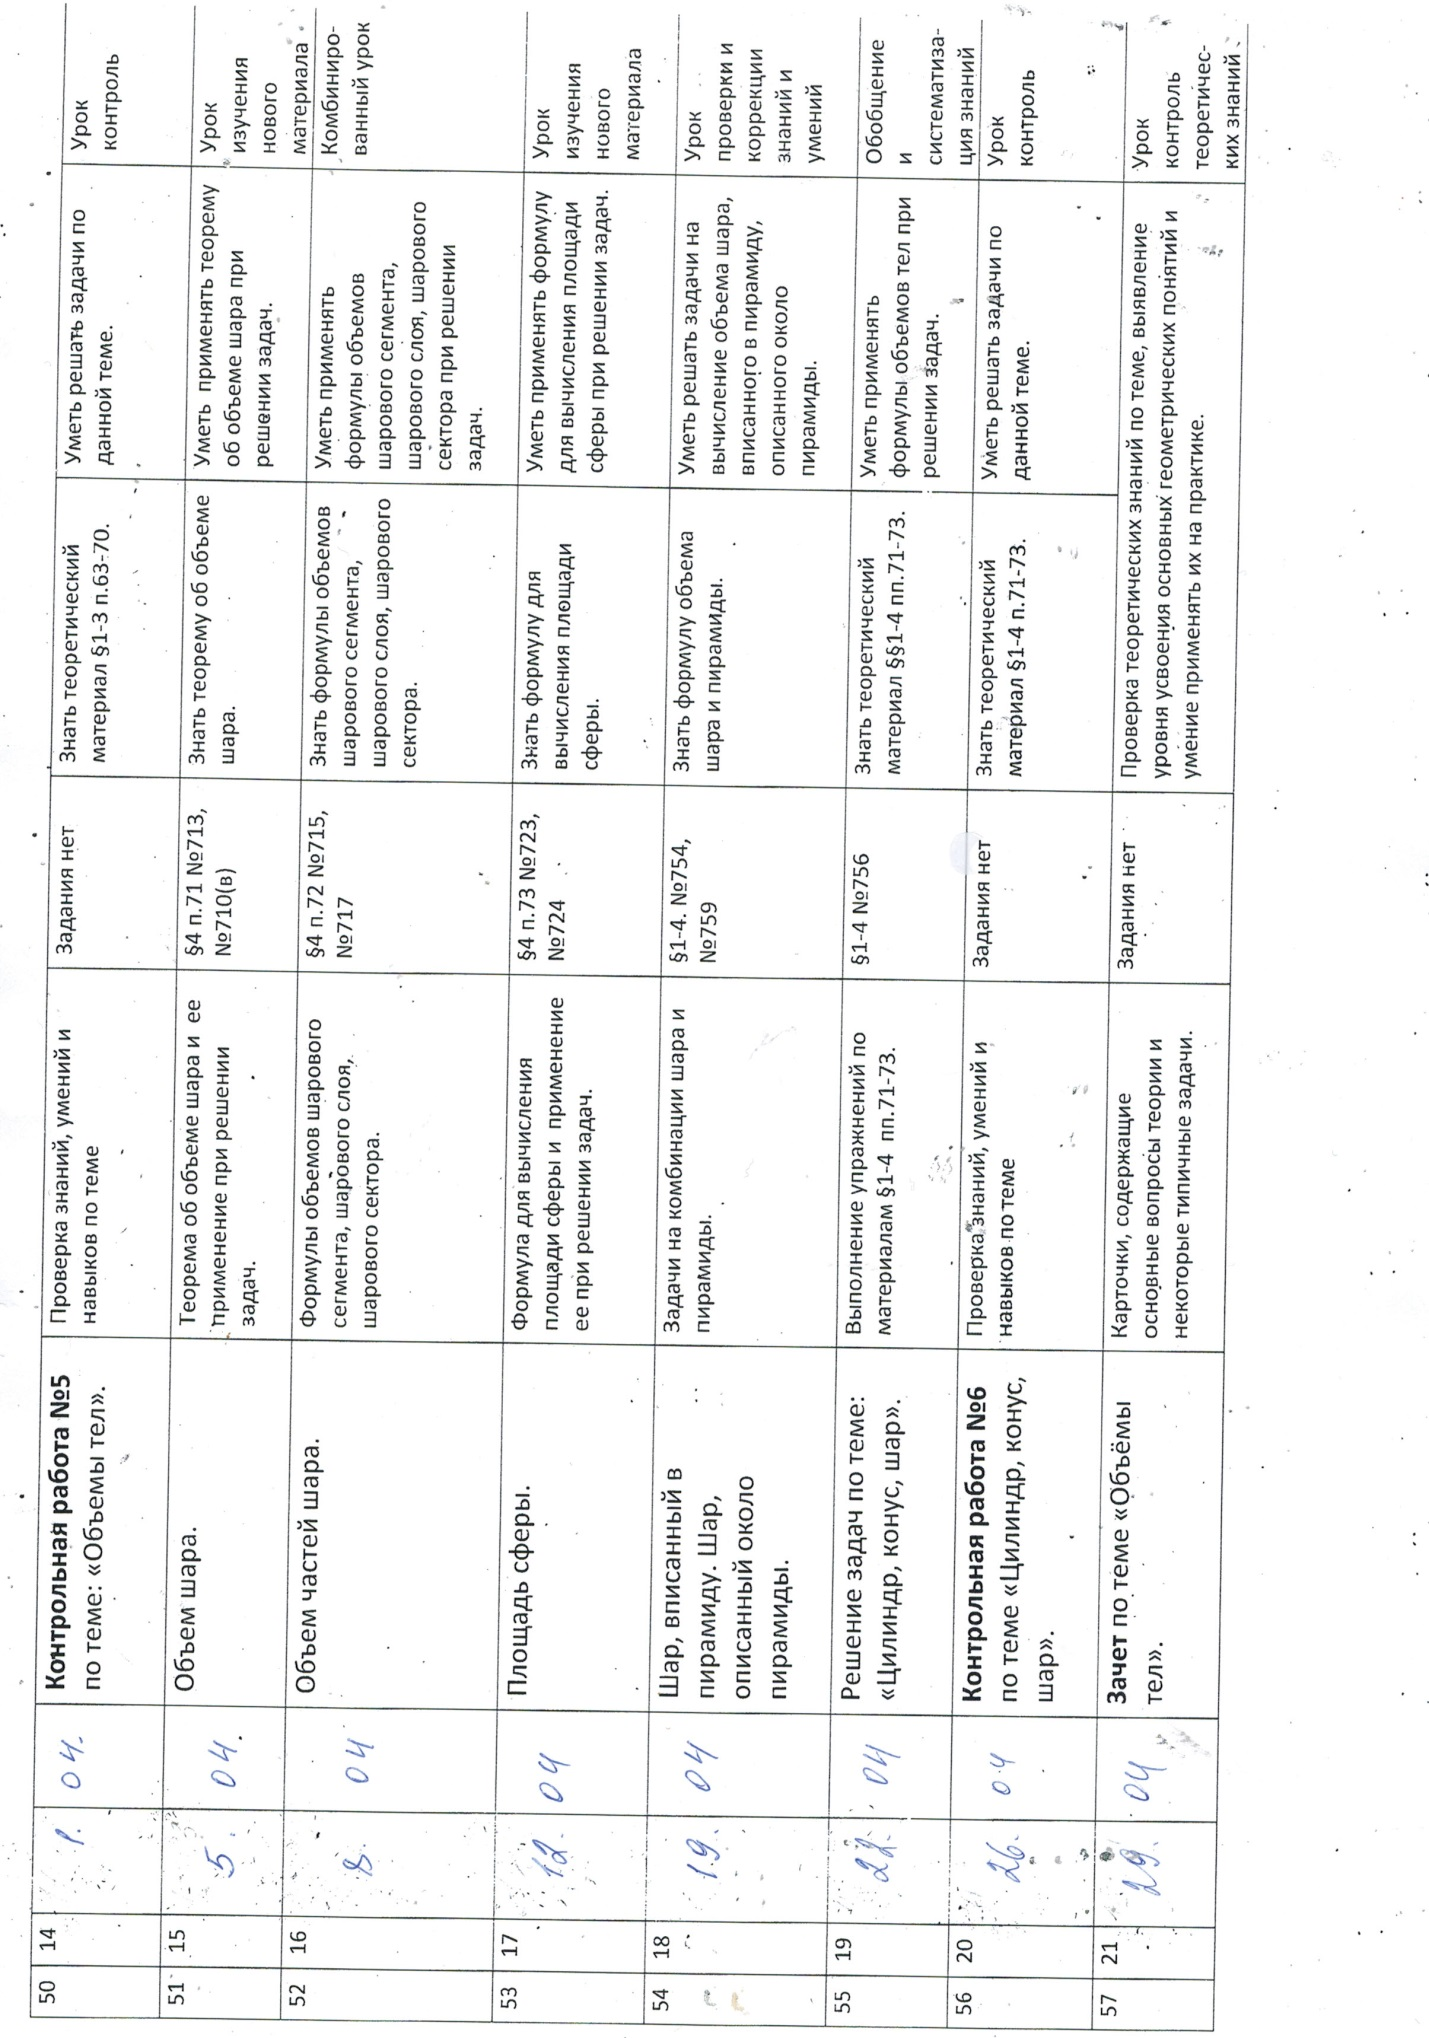 50
14
1.
04.
Контрольная работа №5
по теме: «Объемы тел».
Проверка знаний, умений и
навыков по теме
Задания нет
Знать теоретический
материал §1-3 п.63-70.
Уметь решать задачи по
данной теме.
Урок
контроль
51
15
5.
04.
Объем шара.
Теорема об объеме шара и ее
применение при решении
задач.
§4 п.71 №713,
№710(в)
Знать теорему об объеме
шара.
Уметь применять теорему
об объеме шара при
решении задач.
Урок
изучения
нового
материала
52
16
8.
04
Объем частей шара.
Формулы объемов шарового
сегмента, шарового слоя,
шарового сектора.
§4 п.72 №715,
№717
Знать формулы объемов
шарового сегмента,
шарового слоя, шарового
сектора.
Уметь применять
формулы объемов
шарового сегмента,
шарового слоя, шарового
сектора при решении
задач.
Комбиниро-
ванный урок
53
17
12.
04
Площадь сферы.
Формула для вычисления
площади сферы и применение
ее при решении задач.
§4 п.73 №723,
№724
Знать формулу для
вычисления площади
сферы.
Уметь применять формулу
для вычисления площади
сферы при решении задач.
Урок
изучения
нового
материала
54
18
19.
04
Шар, вписанный в
пирамиду. Шар,
описанный около
пирамиды.
Задачи на комбинации шара и
пирамиды.
§1-4. №754,
№759
Знать формулу объема
шара и пирамиды.
Уметь решать задачи на
вычисление объема шара,
вписанного в пирамиду,
описанного около
пирамиды.
Урок
проверки и
коррекции
знаний и
умений
55
19
22.
04
Решение задач по теме:
«Цилиндр, конус, шар».
Выполнение упражнений по
материалам §1-4 пп.71-73.
§1-4 №756
Знать теоретический
материал §§1-4 пп.71-73.
Уметь применять
формулы объемов тел при
решении задач.
Обобщение
и
систематиза-
ция знаний
56
20
26.
04
Контрольная работа №6
по теме «Цилиндр, конус,
шар».
Проверка знаний, умений и
навыков по теме
Задания нет
Знать теоретический
материал §1-4 п.71-73.
Уметь решать задачи по
данной теме.
Урок
контроль
57
21
29.
04
Зачет по теме «Объёмы
тел».
Карточки, содержащие
основные вопросы теории и
некоторые типичные задачи.
Задания нет
Проверка теоретических знаний по теме, выявление
уровня усвоения основных геометрических понятий и
умение применять их на практике.
Урок
контроль
теоретичес-
ких знаний